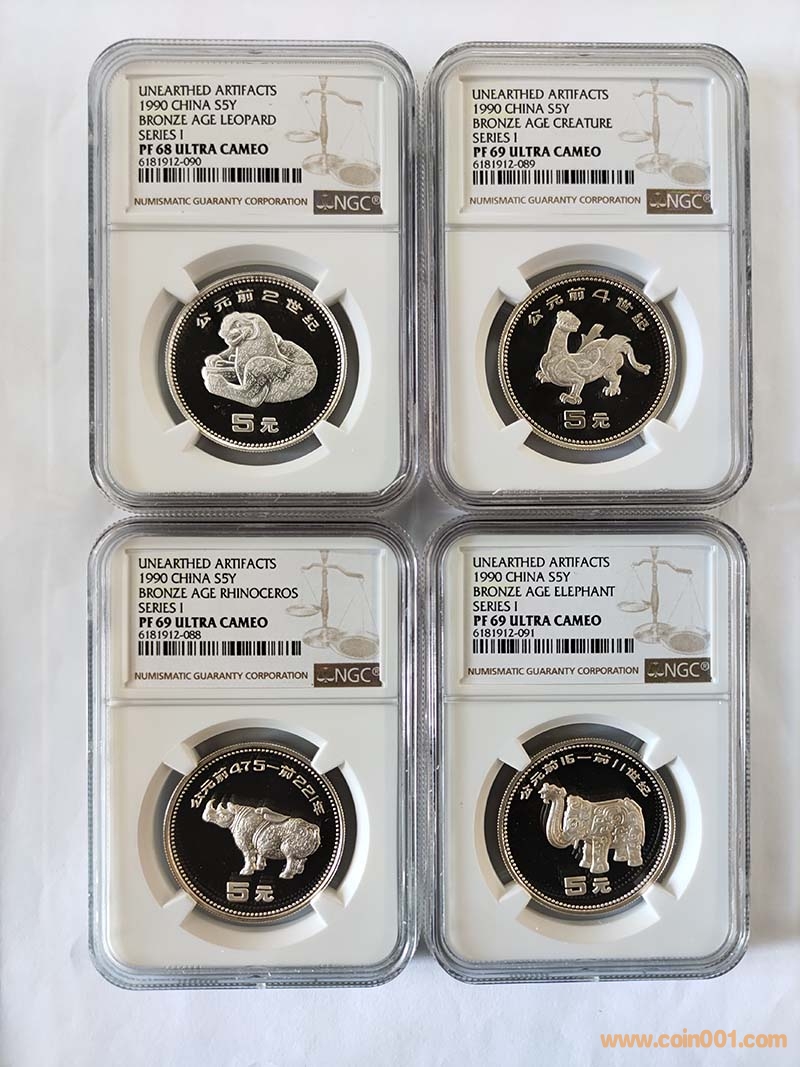 UNEARTHED ARTIFACTS
1990 CHINA S5Y
BRONZE AGE LEOPARD
SERIES I
PF 68 ULTRA CAMEO
6181912-090
NUMISMATIC GUARANTY CORPORATION NGC®
公元前2世纪
5元
UNEARTHED ARTIFACTS
1990 CHINA S5Y
BRONZE AGE CREATURE
SERIES I
PF 69 ULTRA CAMEO
6181912-089
NUMISMATIC GUARANTY CORPORATION NGC®
公元前4世纪
5元
UNEARTHED ARTIFACTS
1990 CHINA S5Y
BRONZE AGE RHINOCEROS
SERIES I
PF 69 ULTRA CAMEO
6181912-088
NUMISMATIC GUARANTY CORPORATION NGC®
公元前475—前221年
5元
UNEARTHED ARTIFACTS
1990 CHINA S5Y
BRONZE AGE ELEPHANT
SERIES I
PF 69 ULTRA CAMEO
6181912-091
NUMISMATIC GUARANTY CORPORATION NGC®
公元前16—前11世纪
5元
www.coin001.com